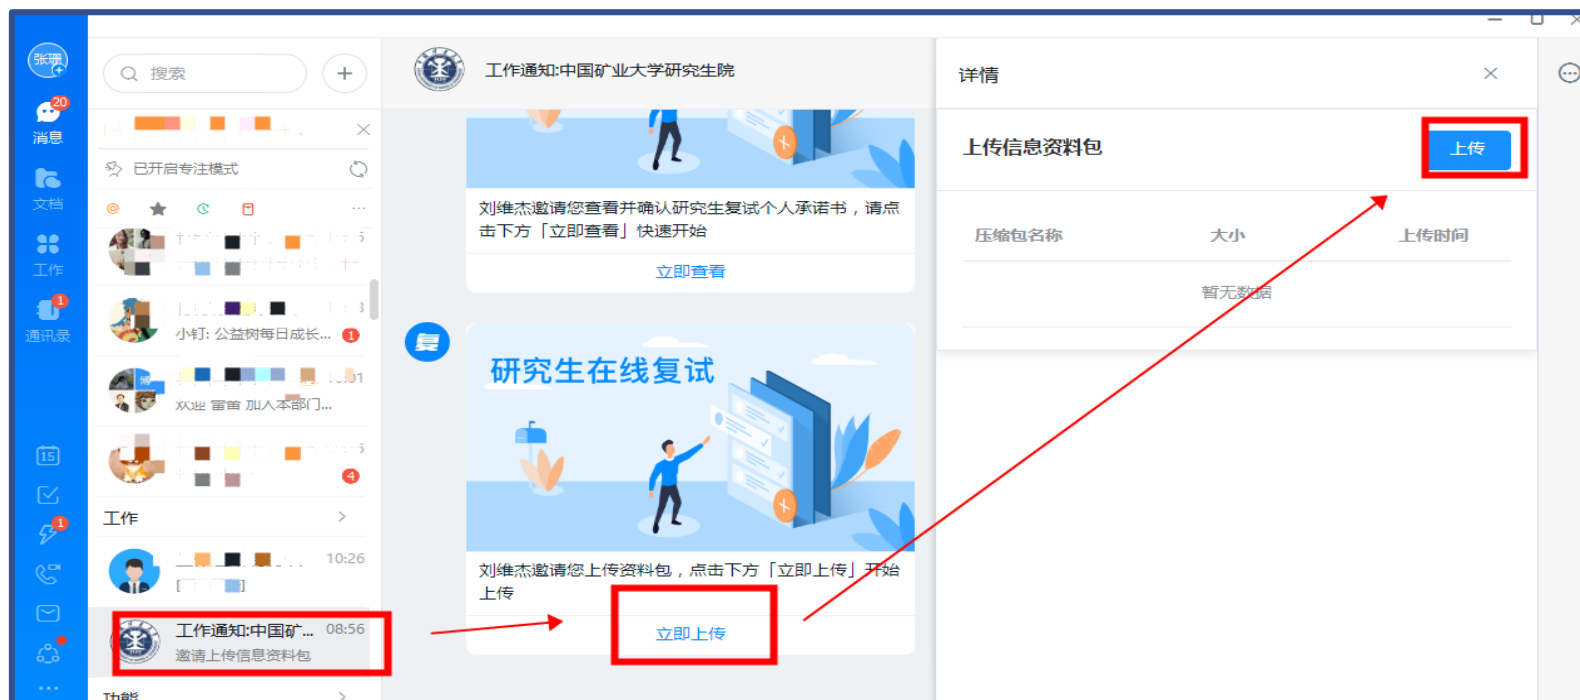 张珊
20
消息
文档
工作
1
通讯录
15
1
搜索
已开启专注模式
小钉: 公益树每日成长...
1
欢迎 雷雷 加入本部门...
4
工作
10:26
工作通知:中国矿...
08:56
邀请上传信息资料包
功能
工作通知:中国矿业大学研究生院
刘维杰邀请您查看并确认研究生复试个人承诺书，请点
击下方「立即查看」快速开始
立即查看
复
研究生在线复试
刘维杰邀请您上传资料包，点击下方「立即上传」开始
上传
立即上传
详情
上传信息资料包
上传
压缩包名称
大小
上传时间
暂无数据